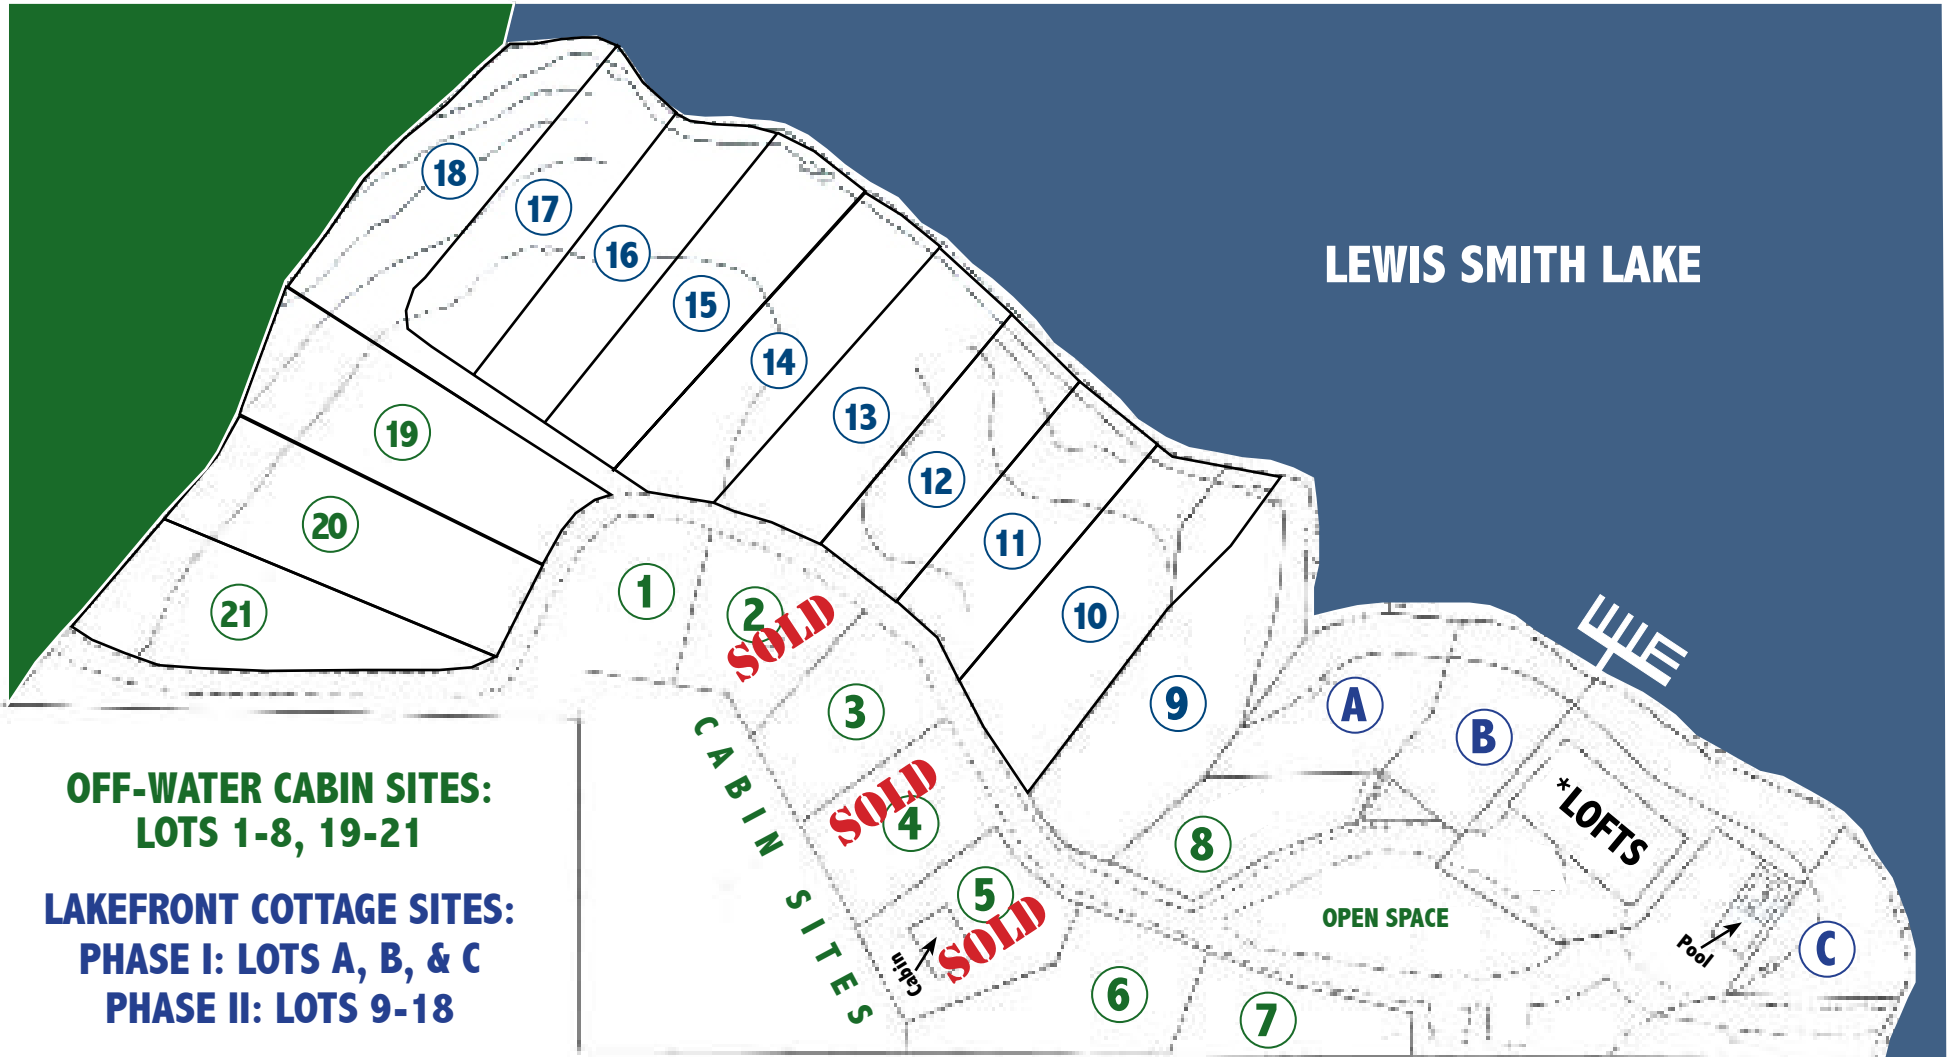 LEWIS SMITH LAKE
18
17
16
15
14
13
12
11
10
9
19
20
21
1
2
SOLD
3
SOLD
4
5
SOLD
6
7
8
A
B
C
*LOFTS
OPEN SPACE
Pool
Cabin
CABIN SITES
OFF-WATER CABIN SITES:
LOTS 1-8, 19-21
LAKEFRONT COTTAGE SITES:
PHASE I: LOTS A, B, & C
PHASE II: LOTS 9-18